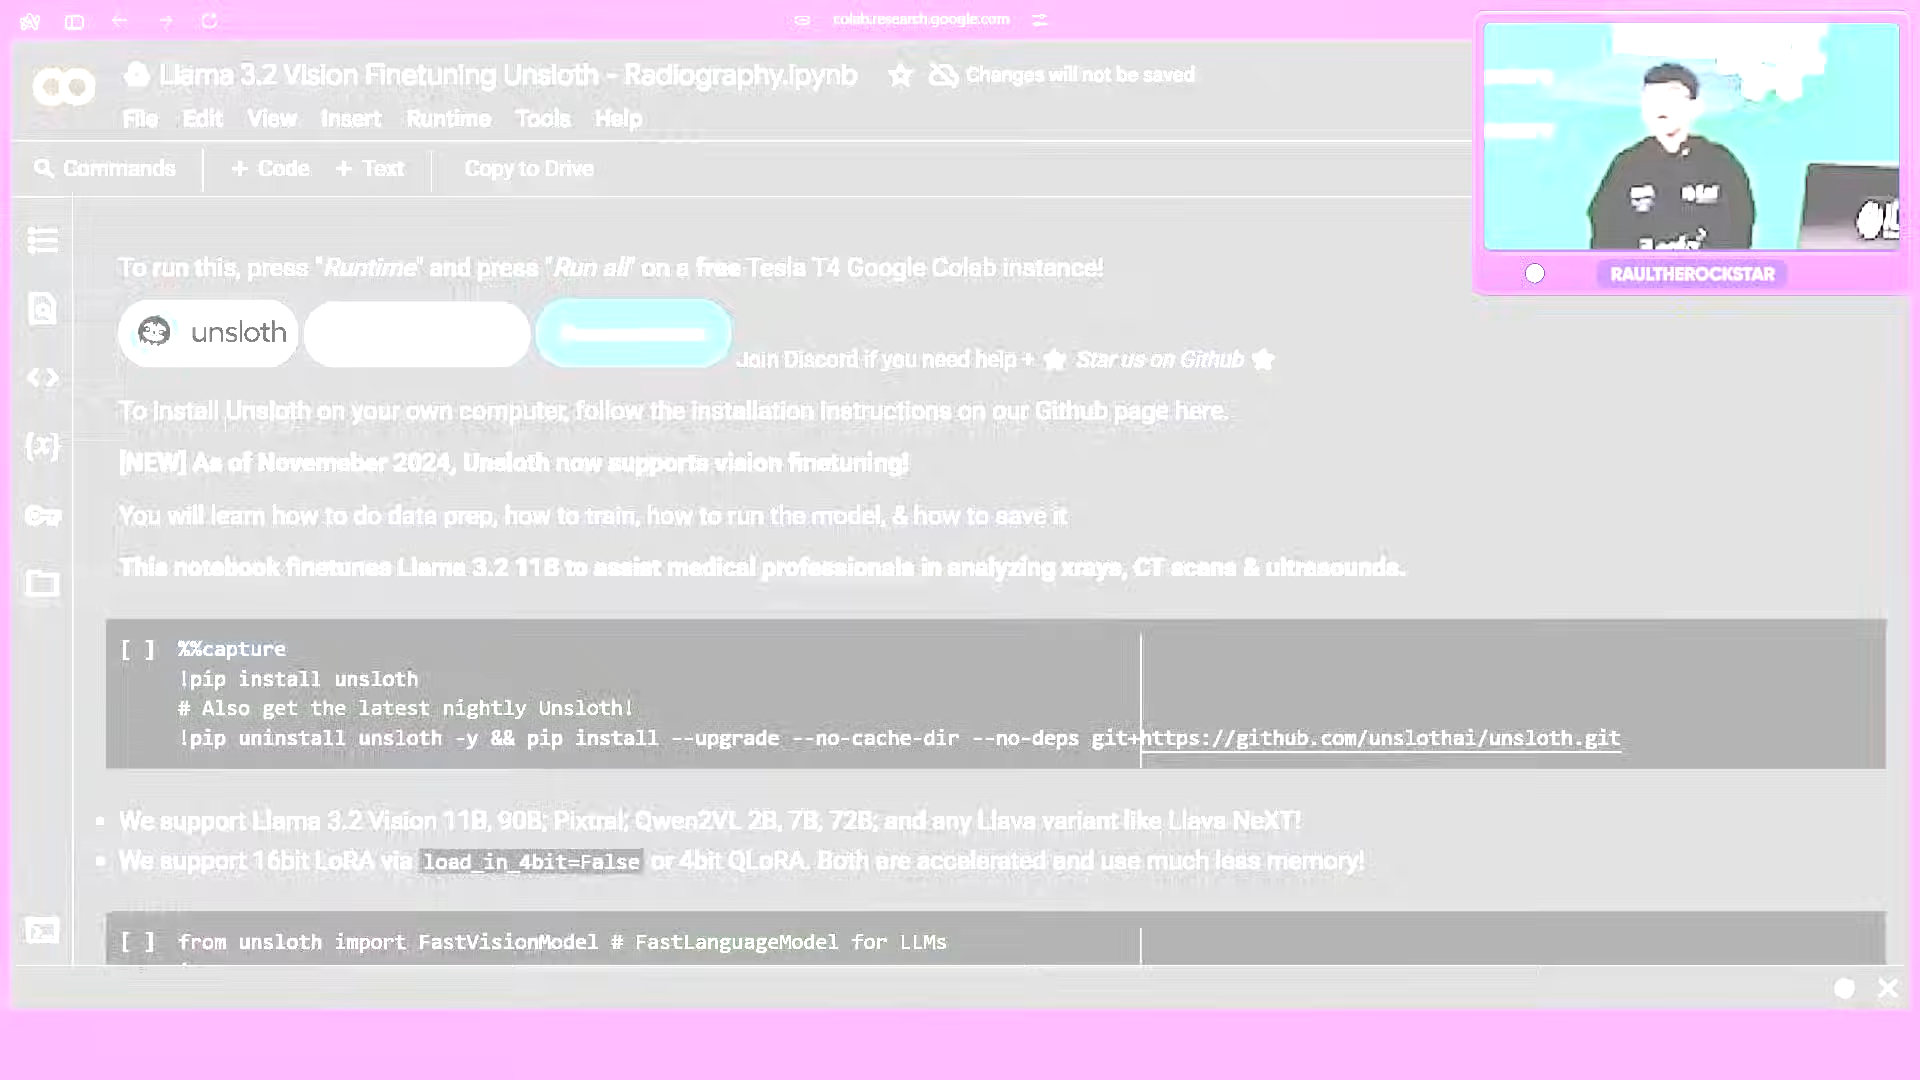 colab.research.google.com
Llama 3.2 Vision Finetuning Unsloth - Radiography.ipynb
Changes will not be saved
File Edit View Insert Runtime Tools Help
Commands
+ Code + Text
Copy to Drive
RAULTHEROCKSTAR
To run this, press "Runtime" and press "Run all" on a free Tesla T4 Google Colab instance!
unsloth
Join Discord if you need help + ⭐ Star us on Github ⭐
To install Unsloth on your own computer, follow the installation instructions on our Github page here.
[NEW] As of Novemeber 2024, Unsloth now supports vision finetuning!
You will learn how to do data prep, how to train, how to run the model, & how to save it
This notebook finetunes Llama 3.2 11B to assist medical professionals in analyzing xrays, CT scans & ultrasounds.
[ ] %%capture
!pip install unsloth
# Also get the latest nightly Unsloth!
!pip uninstall unsloth -y && pip install --upgrade --no-cache-dir --no-deps git+https://github.com/unslothai/unsloth.git
• We support Llama 3.2 Vision 11B, 90B; Pixtral; Qwen2VL 2B, 7B, 72B; and any Llava variant like Llava NeXT!
• We support 16bit LoRA via load_in_4bit=False or 4bit QLoRA. Both are accelerated and use much less memory!
[ ] from unsloth import FastVisionModel # FastLanguageModel for LLMs